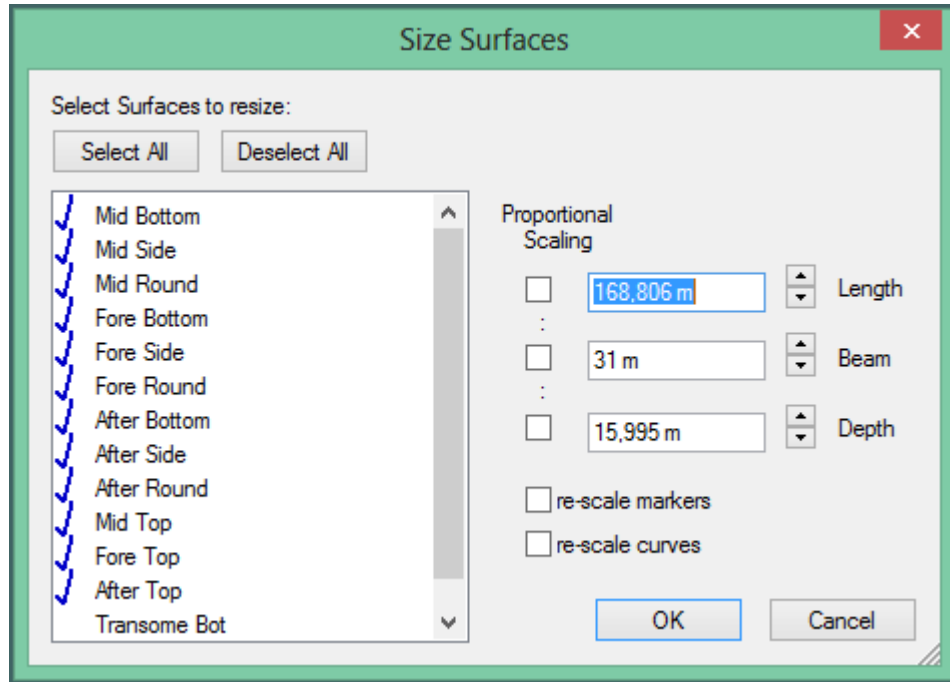 Size Surfaces
Select Surfaces to resize:
Select All
Deselect All
Mid Bottom
Mid Side
Mid Round
Fore Bottom
Fore Side
Fore Round
After Bottom
After Side
After Round
Mid Top
Fore Top
After Top
Transome Bot
Proportional
Scaling
168,806 m
Length
:
31 m
Beam
:
15,995 m
Depth
re-scale markers
re-scale curves
OK
Cancel